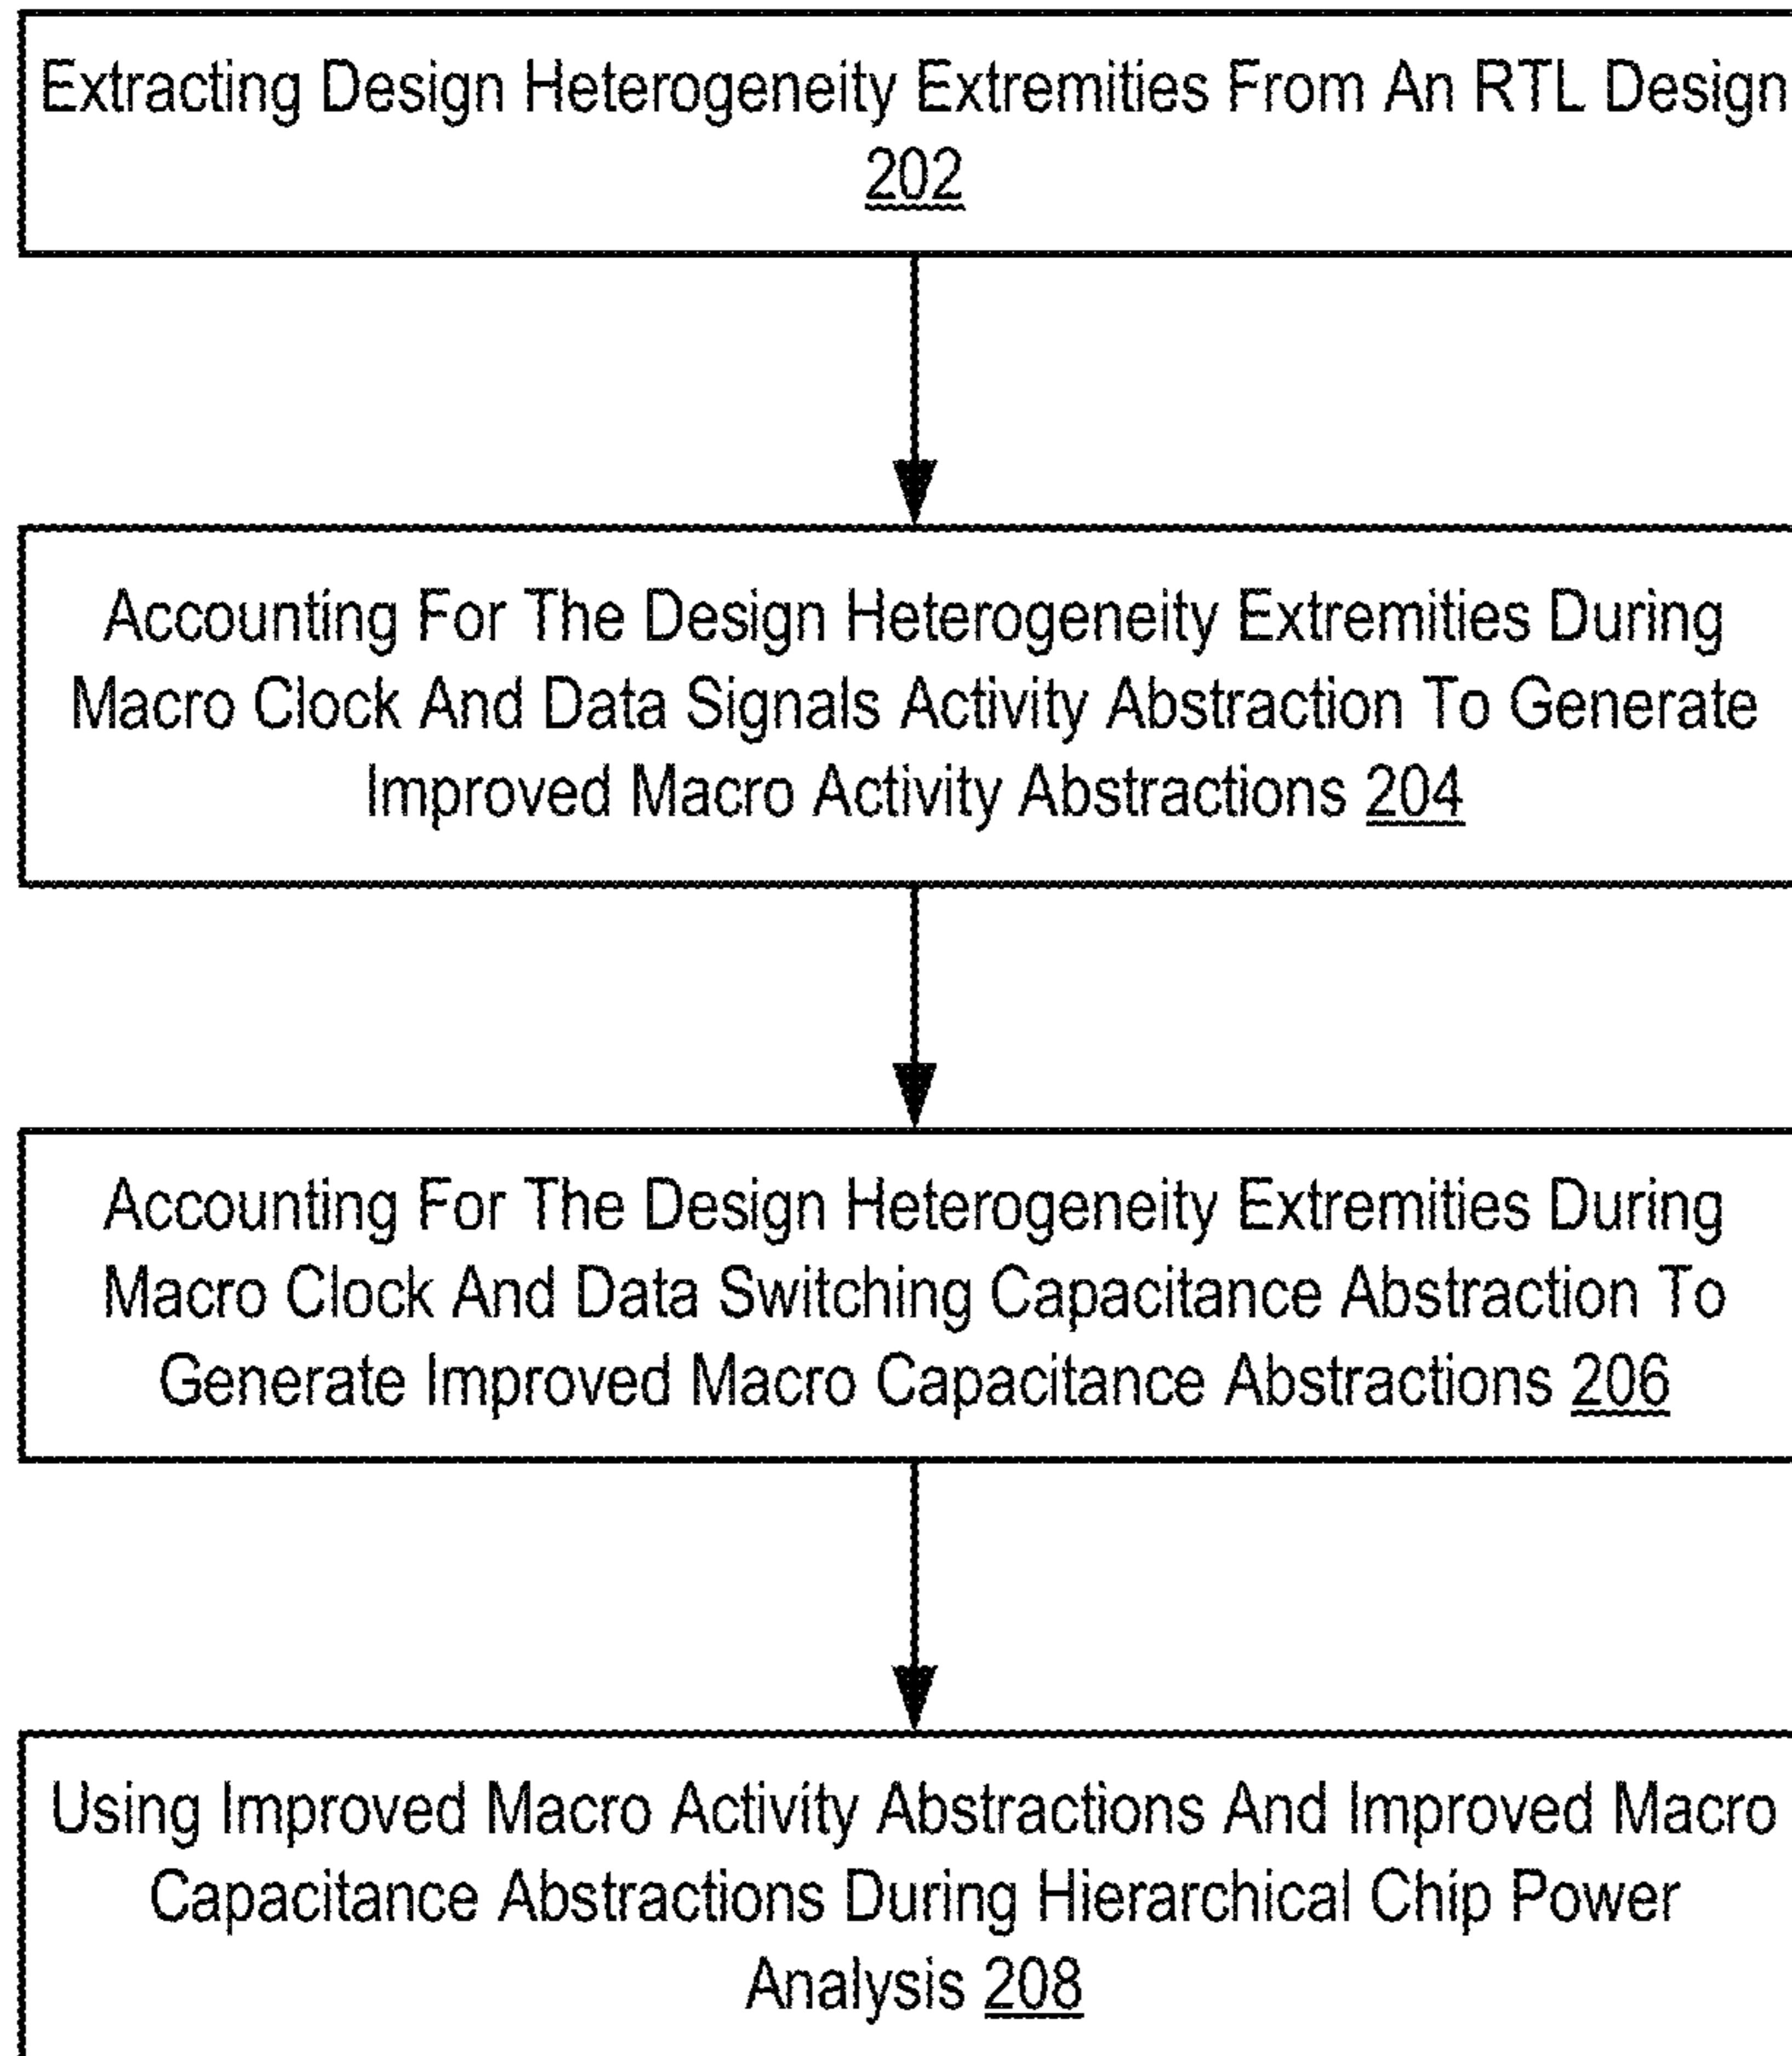 Extracting Design Heterogeneity Extremities From An RTL Design
202
Accounting For The Design Heterogeneity Extremities During
Macro Clock And Data Signals Activity Abstraction To Generate
Improved Macro Activity Abstractions 204
Accounting For The Design Heterogeneity Extremities During
Macro Clock And Data Switching Capacitance Abstraction To
Generate Improved Macro Capacitance Abstractions 206
Using Improved Macro Activity Abstractions And Improved Macro
Capacitance Abstractions During Hierarchical Chip Power
Analysis 208